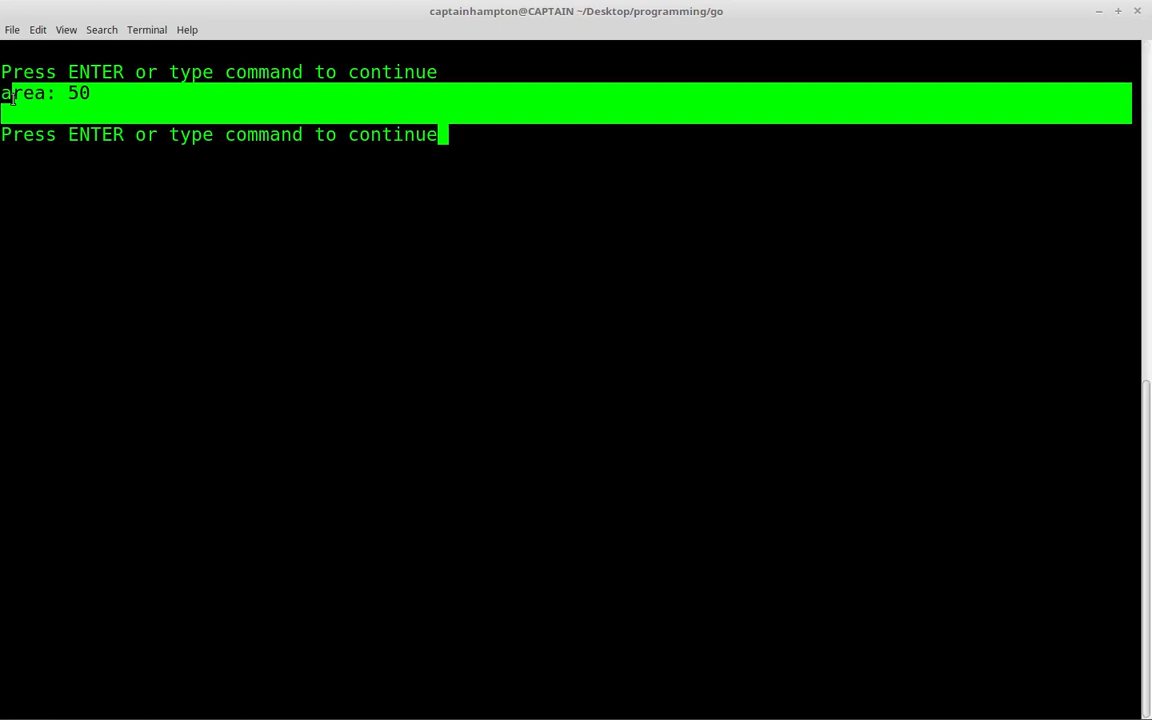 captainhampton@CAPTAIN ~/Desktop/programming/go
File Edit View Search Terminal Help
Press ENTER or type command to continue
area: 50
Press ENTER or type command to continue